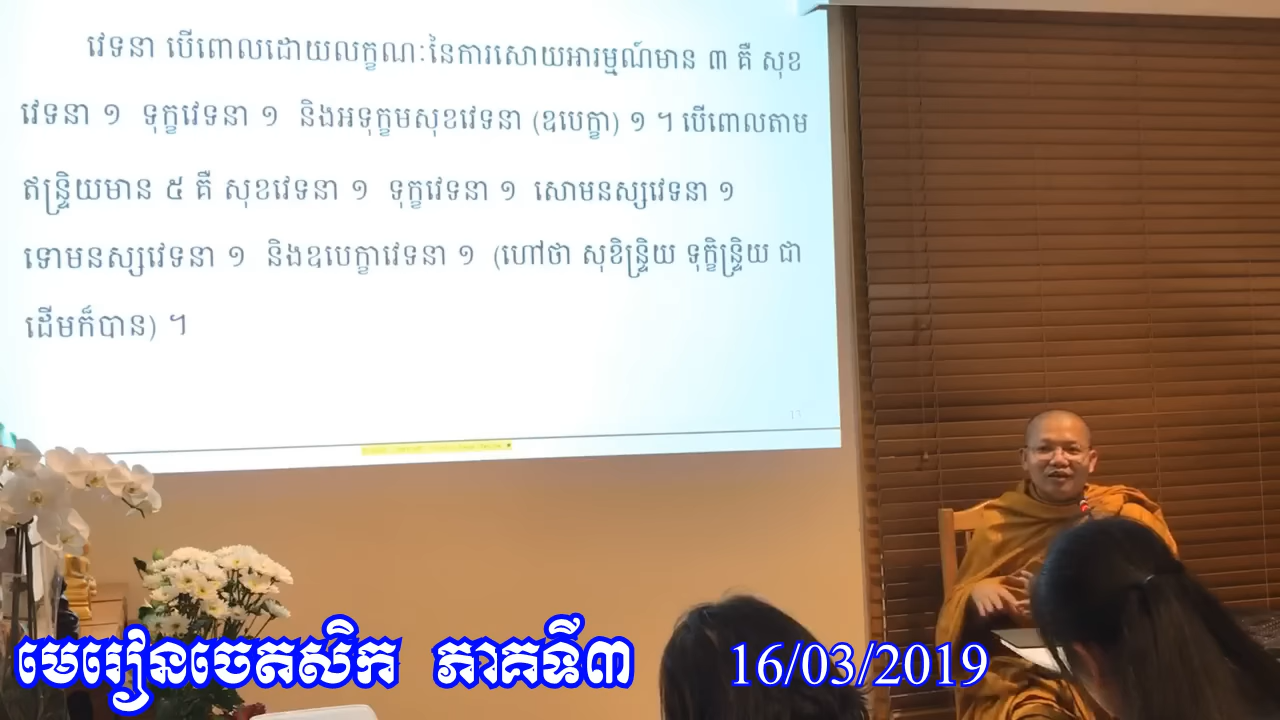 វេទនា បើពោលដោយលក្ខណៈនៃការសោយអារម្មណ៍មាន ៣ គឺ សុខ
វេទនា ១ ទុក្ខវេទនា ១ និងអទុក្ខមសុខវេទនា (ឧបេក្ខា) ១ ។ បើពោលតាម
ឥន្ទ្រិយមាន ៥ គឺ សុខវេទនា ១ ទុក្ខវេទនា ១ សោមនស្សវេទនា ១
ទោមនស្សវេទនា ១ និងឧបេក្ខាវេទនា ១ (ហៅថា សុខិន្ទ្រិយ ទុក្ខិន្ទ្រិយ ជា
ដើមក៏បាន) ។
មេរៀនចេតសិក ភាគទី៣ 16/03/2019